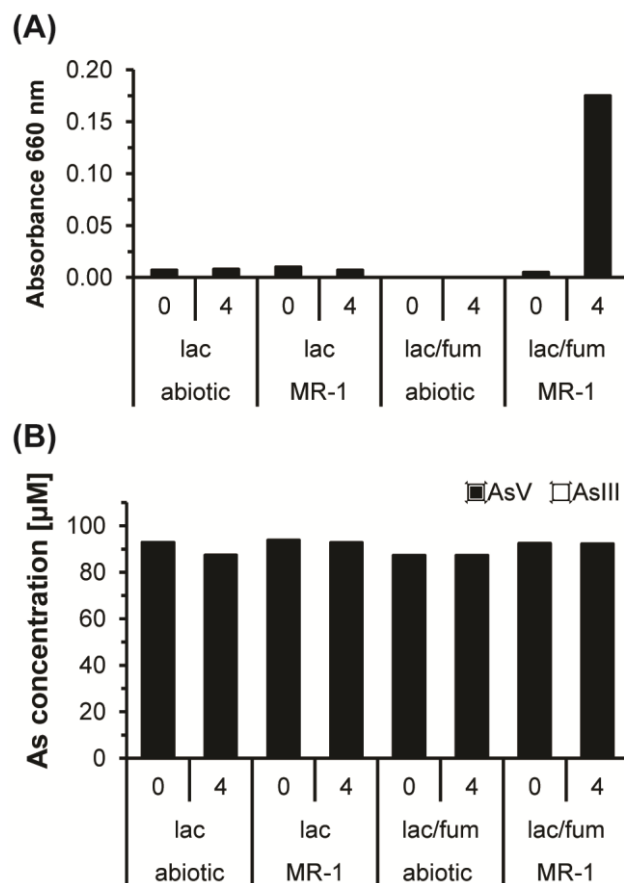 (A)
Absorbance 660 nm
0.20
0.15
0.10
0.05
0.00
0 4 0 4 0 4 0 4
lac lac lac/fum lac/fum
abiotic MR-1 abiotic MR-1
(B)
AsV AsIII
As concentration [µM]
100
80
60
40
20
0
0 4 0 4 0 4 0 4
lac lac lac/fum lac/fum
abiotic MR-1 abiotic MR-1